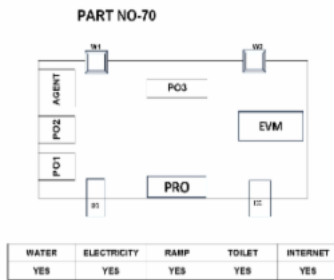 PART NO-70
W1
W2
AGENT
PO3
PO2
EVM
PO1
PRO
WATER ELECTRICITY RAMP TOILET INTERNET
YES YES YES YES YES